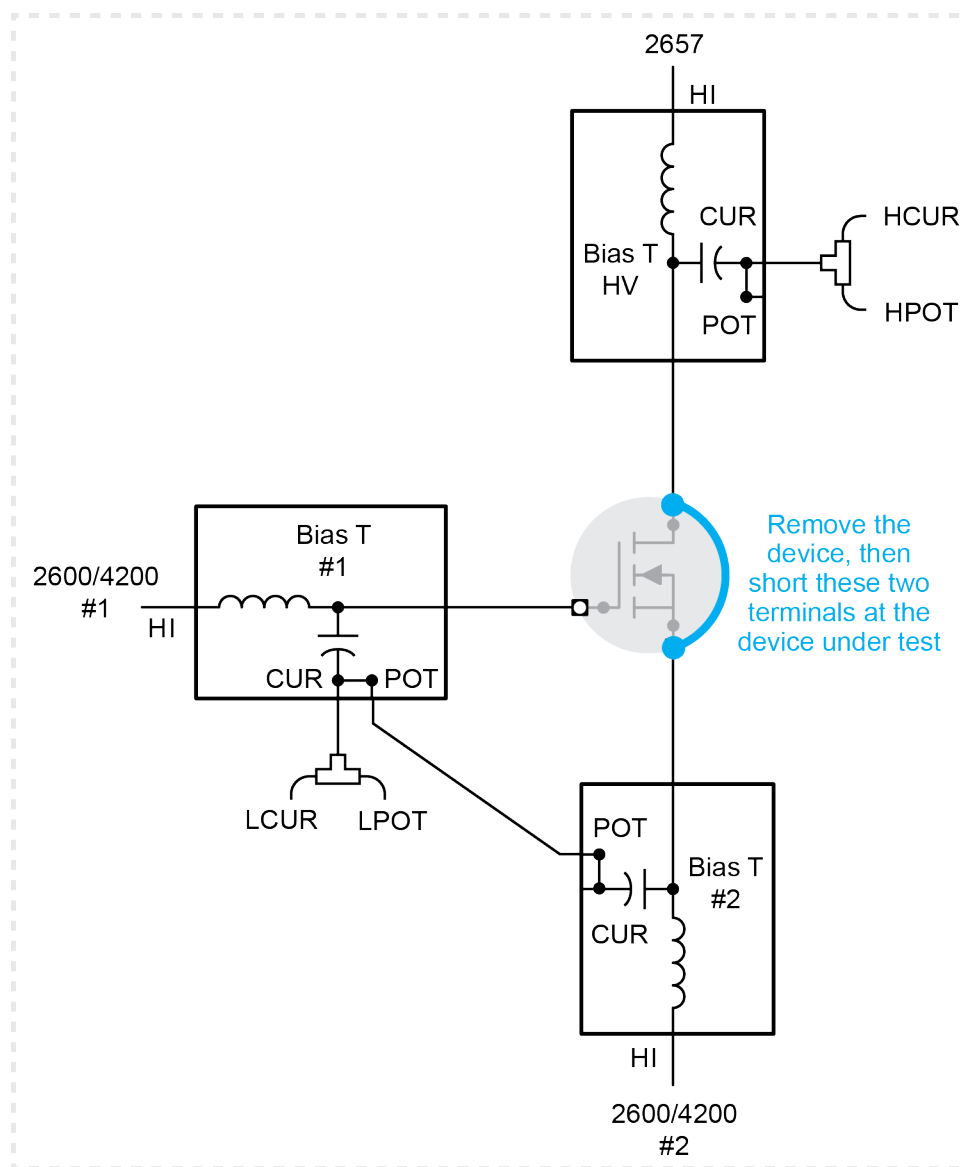 2657
HI
CUR
HCUR
Bias T
HV
POT
HPOT
Bias T
#1
Remove the
device, then
short these two
terminals at the
device under test
2600/4200
#1
HI
CUR
POT
LCUR
LPOT
POT
Bias T
#2
CUR
HI
2600/4200
#2